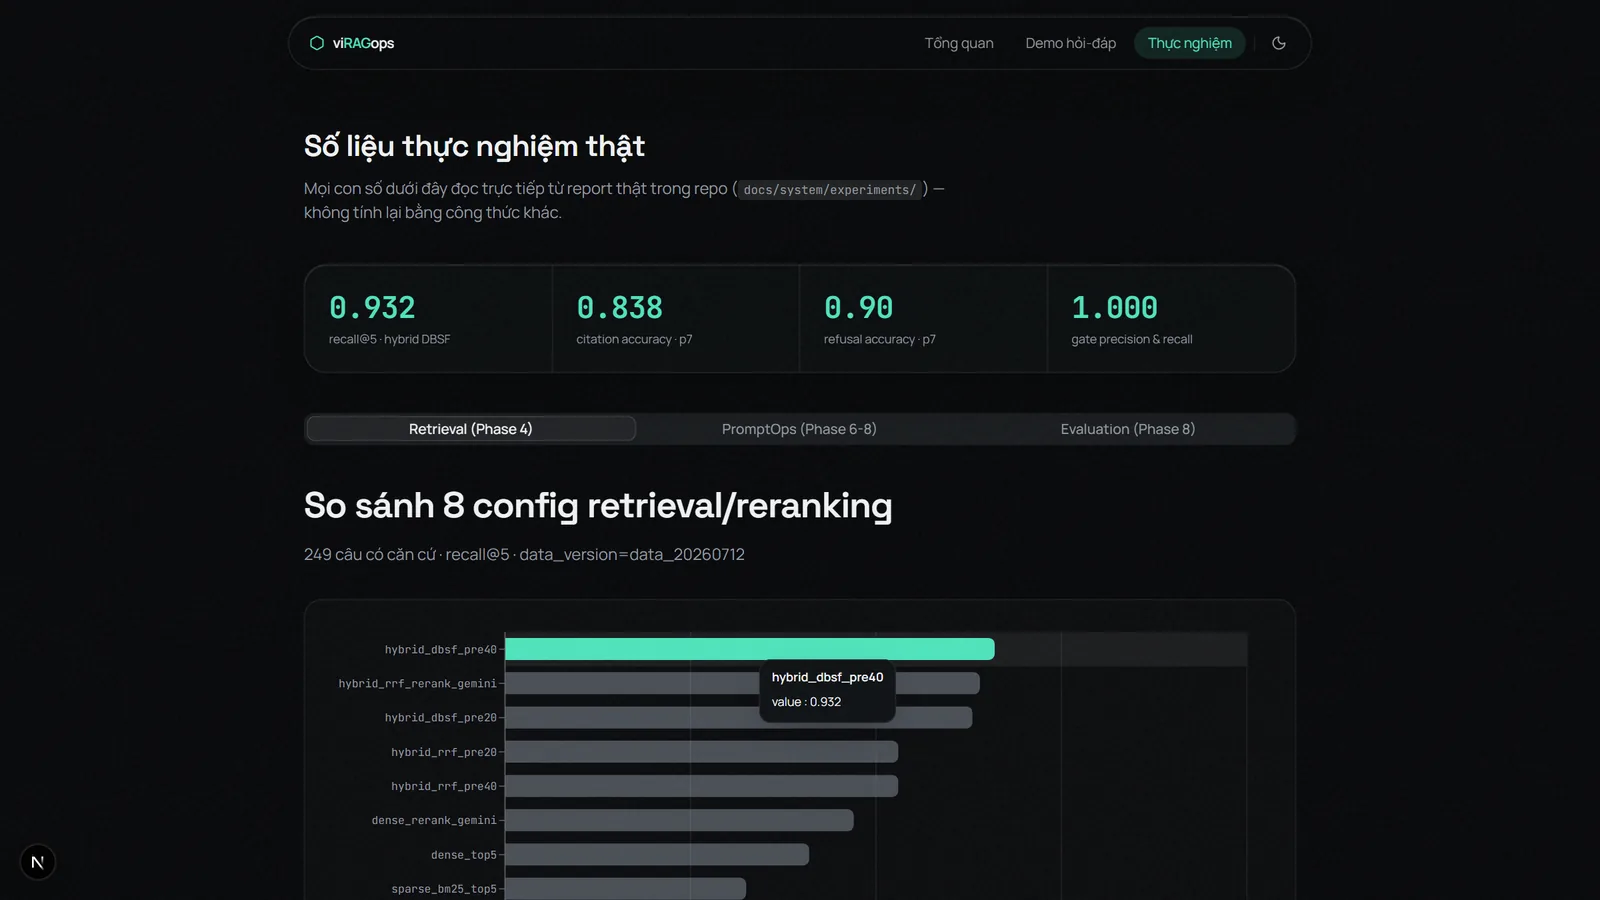 viRAGops
Tổng quan
Demo hỏi-đáp
Thực nghiệm
Số liệu thực nghiệm thật
Mọi con số dưới đây đọc trực tiếp từ report thật trong repo ( docs/system/experiments/ ) —
không tính lại bằng công thức khác.
0.932
recall@5 · hybrid DBSF
0.838
citation accuracy · p7
0.90
refusal accuracy · p7
1.000
gate precision & recall
Retrieval (Phase 4)
PromptOps (Phase 6-8)
Evaluation (Phase 8)
So sánh 8 config retrieval/reranking
249 câu có căn cứ · recall@5 · data_version=data_20260712
hybrid_dbsf_pre40
hybrid_rrf_rerank_gemini
hybrid_dbsf_pre20
hybrid_rrf_pre20
hybrid_rrf_pre40
dense_rerank_gemini
dense_top5
sparse_bm25_top5
hybrid_dbsf_pre40
value : 0.932
N